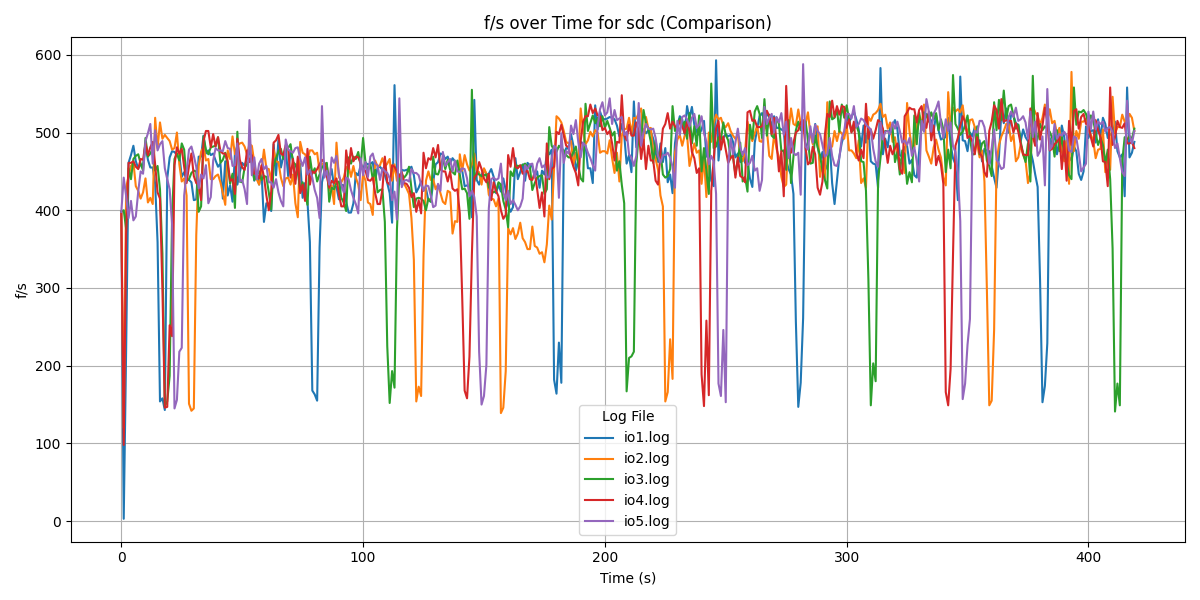 f/s over Time for sdc (Comparison)
600
500
400
300
200
100
0
f/s
Log File
io1.log
io2.log
io3.log
io4.log
io5.log
0 100 200 300 400
Time (s)